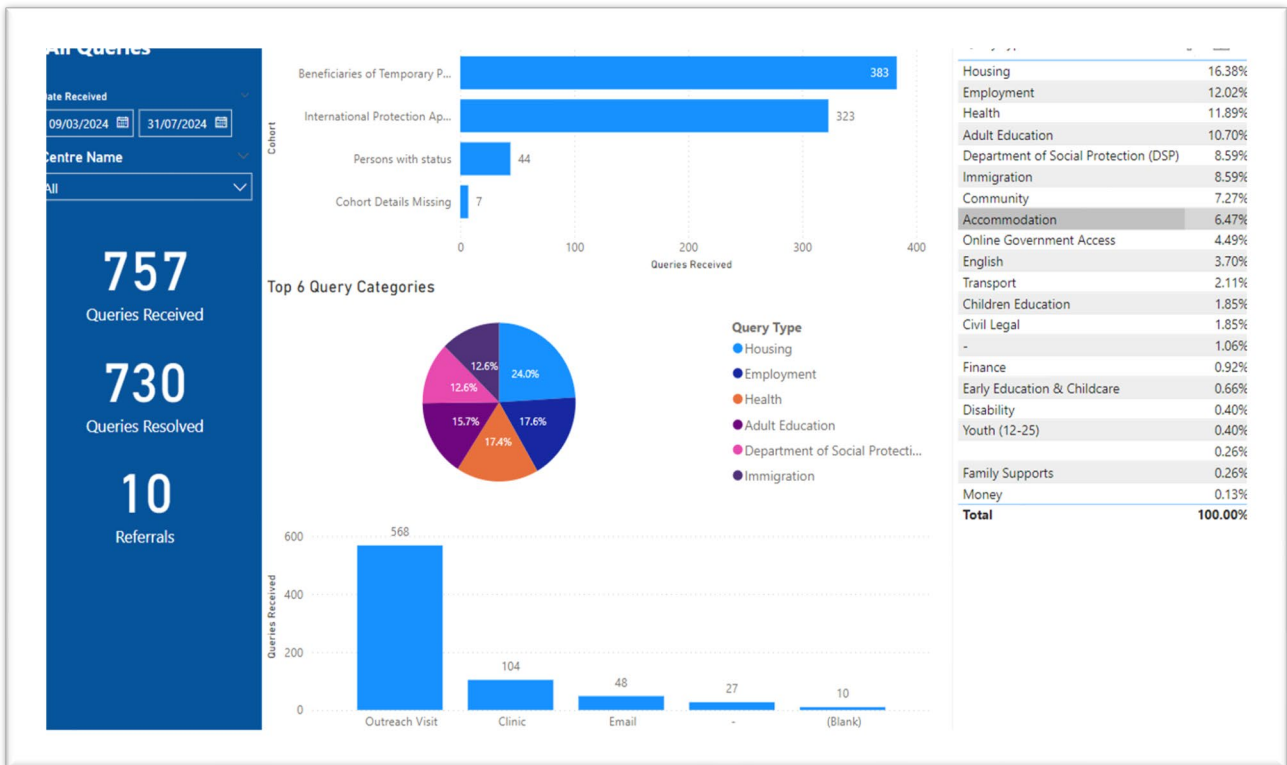 All Queries
Date Received
09/03/2024 31/07/2024
Centre Name
All
757
Queries Received
730
Queries Resolved
10
Referrals
Cohort
Beneficiaries of Temporary P... 383
International Protection Ap... 323
Persons with status 44
Cohort Details Missing 7
0 100 200 300 400
Queries Received
Top 6 Query Categories
12.6% 24.0%
12.6%
15.7% 17.6%
17.4%
Query Type
Housing
Employment
Health
Adult Education
Department of Social Protecti...
Immigration
Queries Received
600
400
200
0
568 104 48 27 10
Outreach Visit Clinic Email - (Blank)
Housing 16.38%
Employment 12.02%
Health 11.89%
Adult Education 10.70%
Department of Social Protection (DSP) 8.59%
Immigration 8.59%
Community 7.27%
Accommodation 6.47%
Online Government Access 4.49%
English 3.70%
Transport 2.11%
Children Education 1.85%
Civil Legal 1.85%
- 1.06%
Finance 0.92%
Early Education & Childcare 0.66%
Disability 0.40%
Youth (12-25) 0.40%
0.26%
Family Supports 0.26%
Money 0.13%
Total 100.00%